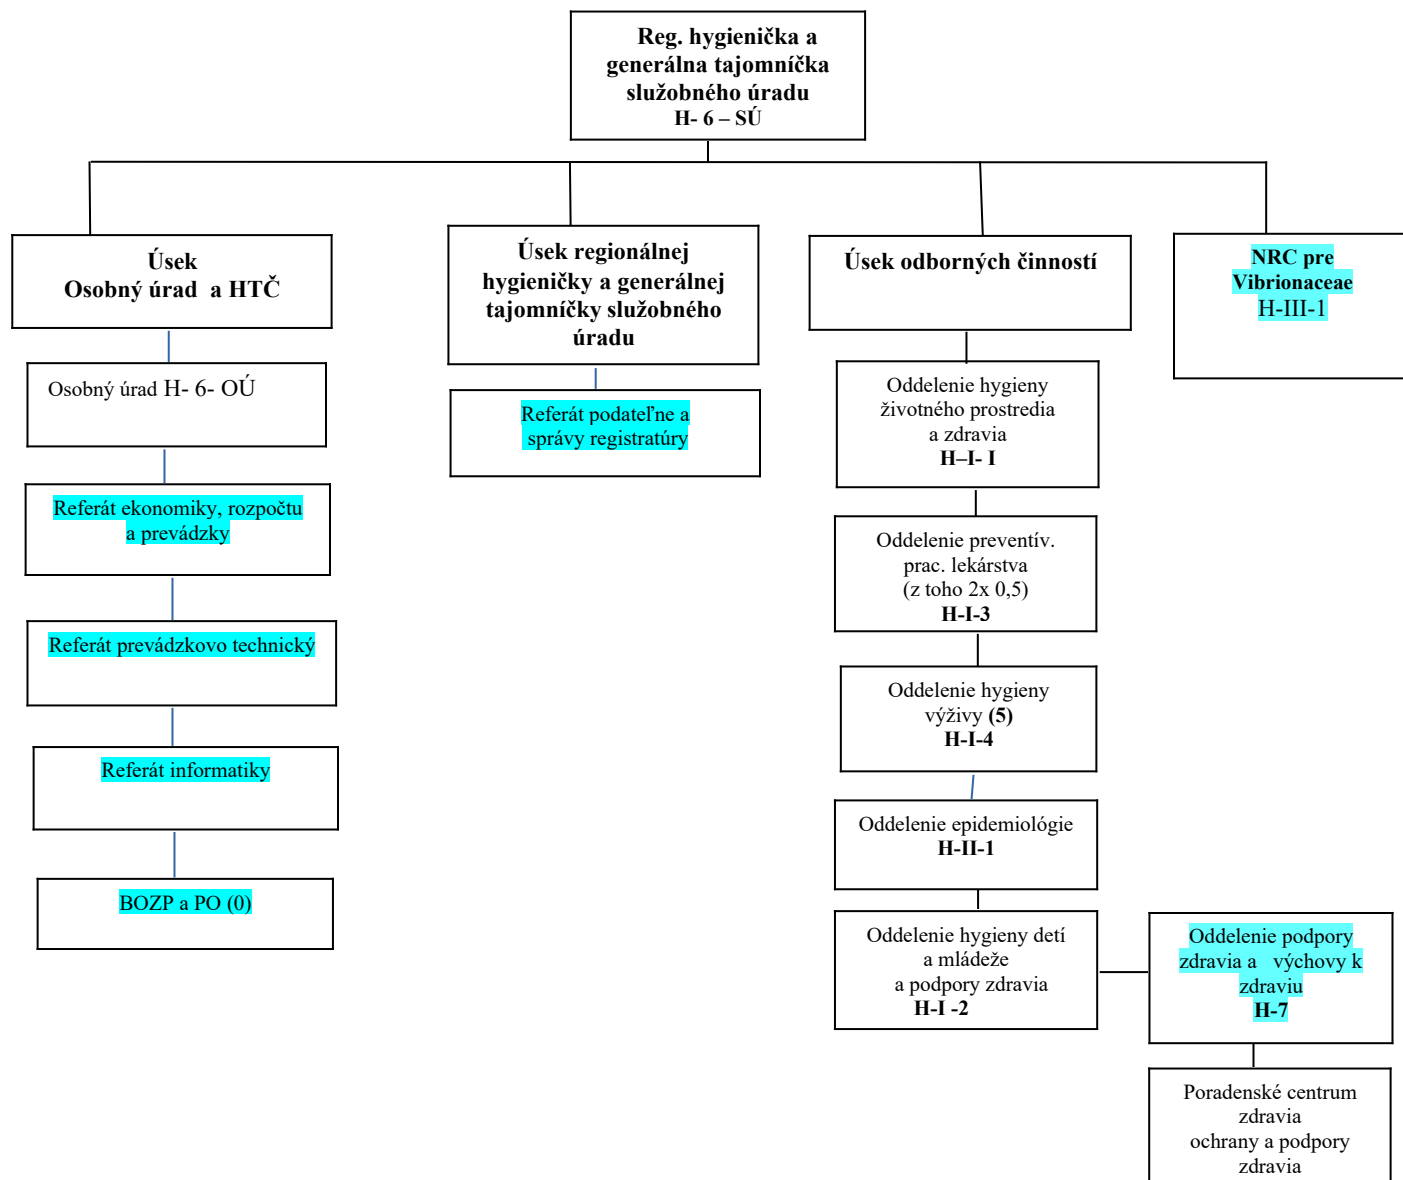 Reg. hygienička a
generálna tajomníčka
služobného úradu
H- 6 – SÚ
Úsek
Osobný úrad  a HTČ
Osobný úrad H- 6- OÚ
Referát ekonomiky, rozpočtu
a prevádzky
Referát prevádzkovo technický
Referát informatiky
BOZP a PO (0)
Úsek regionálnej
hygieničky a generálnej
tajomníčky služobného
úradu
Referát podateľne a
správy registratúry
Úsek odborných činností
Oddelenie hygieny
životného prostredia
a zdravia
H–I- I
Oddelenie preventív.
prac. lekárstva
(z toho 2x 0,5)
H-I-3
Oddelenie hygieny
výživy (5)
H-I-4
Oddelenie epidemiológie
H-II-1
Oddelenie hygieny detí
a mládeže
a podpory zdravia
H-I -2
Oddelenie podpory
zdravia a   výchovy k
zdraviu
H-7
Poradenské centrum
zdravia
ochrany a podpory
zdravia
NRC pre
Vibrionaceae
H-III-1